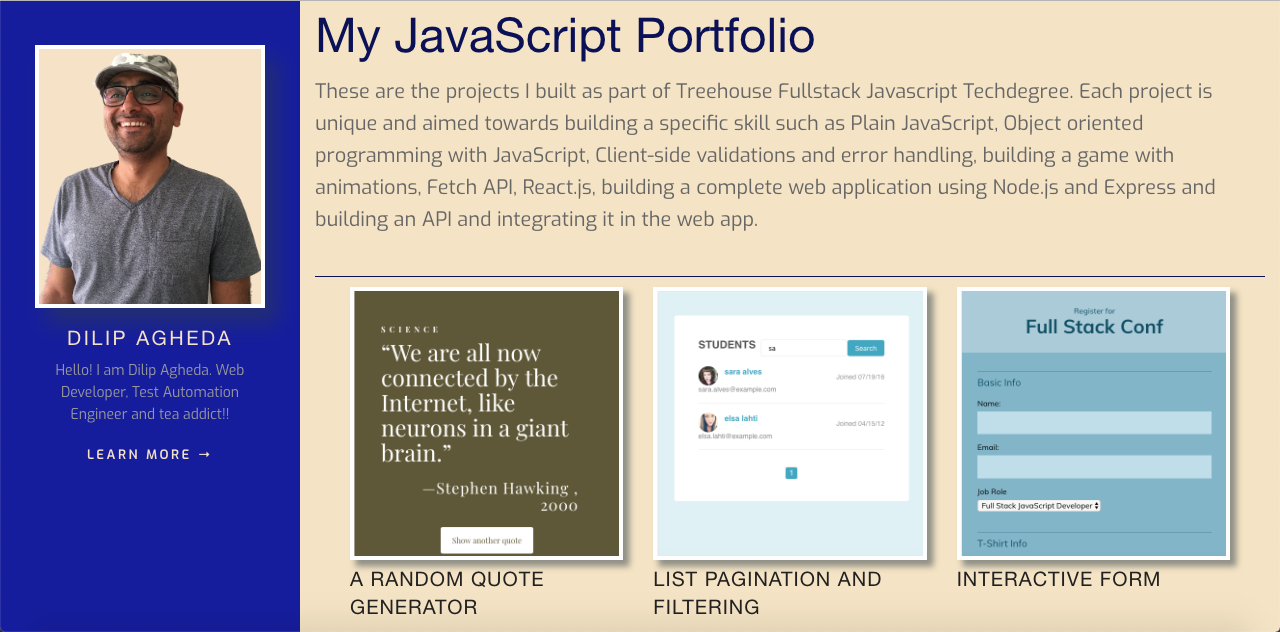 My JavaScript Portfolio
These are the projects I built as part of Treehouse Fullstack Javascript Techdegree. Each project is
unique and aimed towards building a specific skill such as Plain JavaScript, Object oriented
programming with JavaScript, Client-side validations and error handling, building a game with
animations, Fetch API, React.js, building a complete web application using Node.js and Express and
building an API and integrating it in the web app.
DILIP AGHEDA
Hello! I am Dilip Agheda. Web
Developer, Test Automation
Engineer and tea addict!!
LEARN MORE →
SCIENCE
“We are all now
connected by the
Internet, like
neurons in a giant
brain.”
—Stephen Hawking ,
2000
Show another quote
A RANDOM QUOTE
GENERATOR
STUDENTS
sa
Search
sara alves
Joined 07/19/16
sara.alves@example.com
elsa lahti
Joined 04/15/12
elsa.lahti@example.com
1
LIST PAGINATION AND
FILTERING
Register for
Full Stack Conf
Basic Info
Name:
Email:
Job Role
Full Stack JavaScript Developer
T-Shirt Info
INTERACTIVE FORM